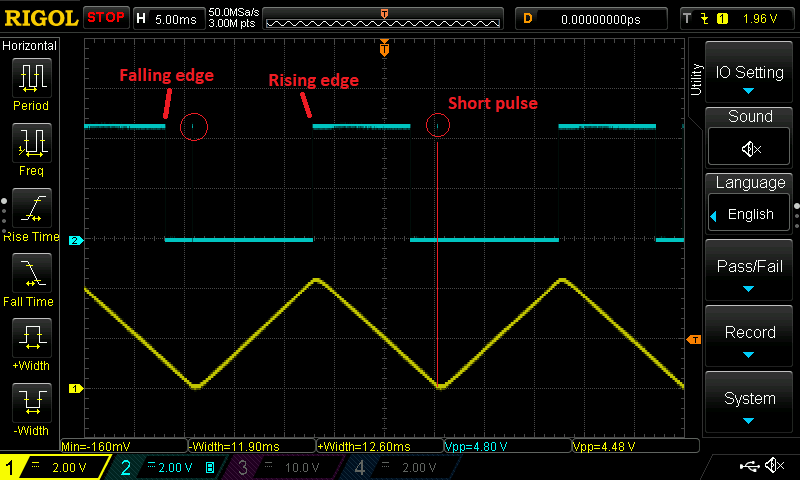 RIGOL STOP H 5.00ms 50.0MSa/s 3.00M pts T D 0.00000000ps T 1 1.96 V
Horizontal
Period
Freq
Rise Time
Fall Time
+Width
-Width
T
Falling edge
Rising edge
Short pulse
2
1
T
Utility
IO Setting
Sound
Language
English
Pass/Fail
Record
System
Min=-160mV -Width=11.90ms +Width=12.60ms Vpp=4.80V Vpp=4.48 V
1 2.00 V 2 2.00 V B 3 10.0 V 4 2.00 V